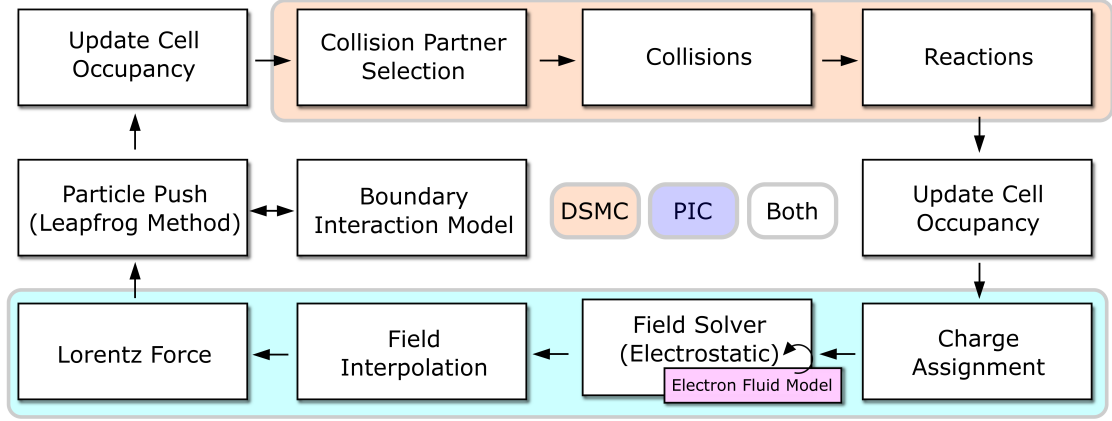 Update Cell
Occupancy
Collision Partner
Selection
Collisions
Reactions
Particle Push
(Leapfrog Method)
Boundary
Interaction Model
DSMC
PIC
Both
Update Cell
Occupancy
Lorentz Force
Field
Interpolation
Field Solver
(Electrostatic)
Electron Fluid Model
Charge
Assignment